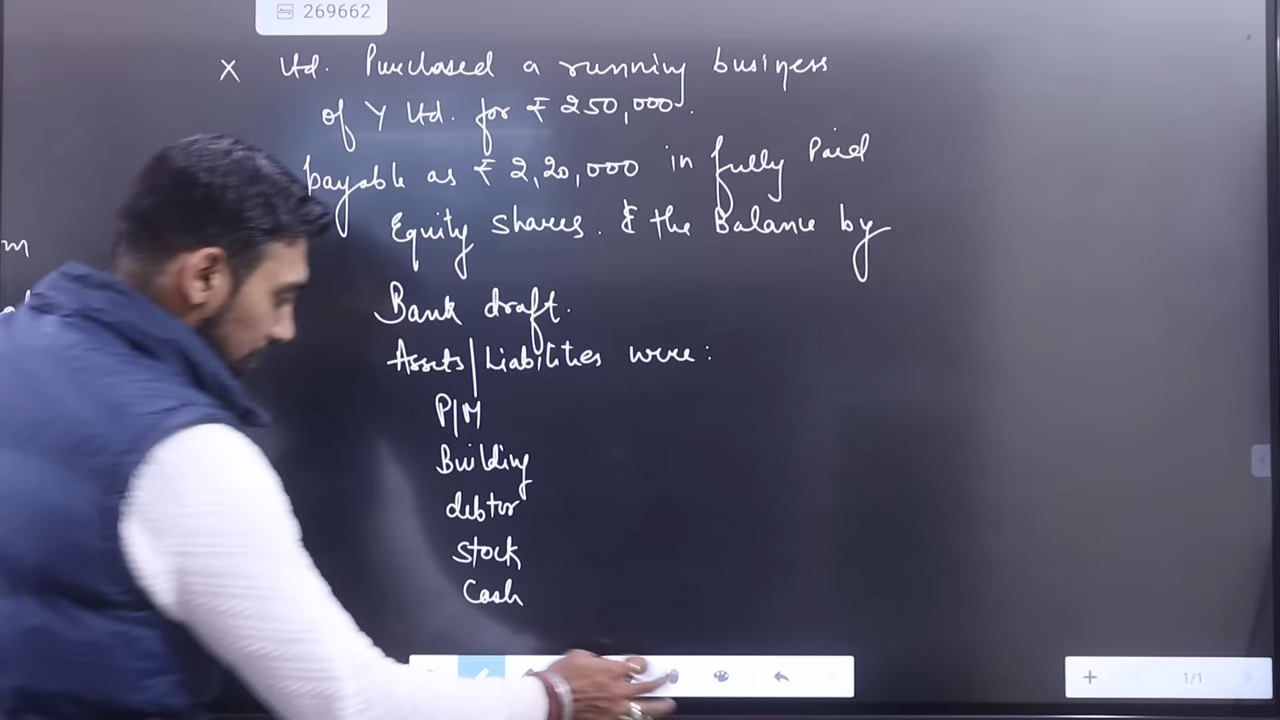 269662
X Ltd. Purchased a running business
of Y Ltd. for ₹ 250,000.
payable as ₹ 2,20,000 in fully Paid
Equity shares. & the Balance by
m
Bank draft.
Assets/Liabilities were:
P/M
Building
debtor
stock
Cash
1/1